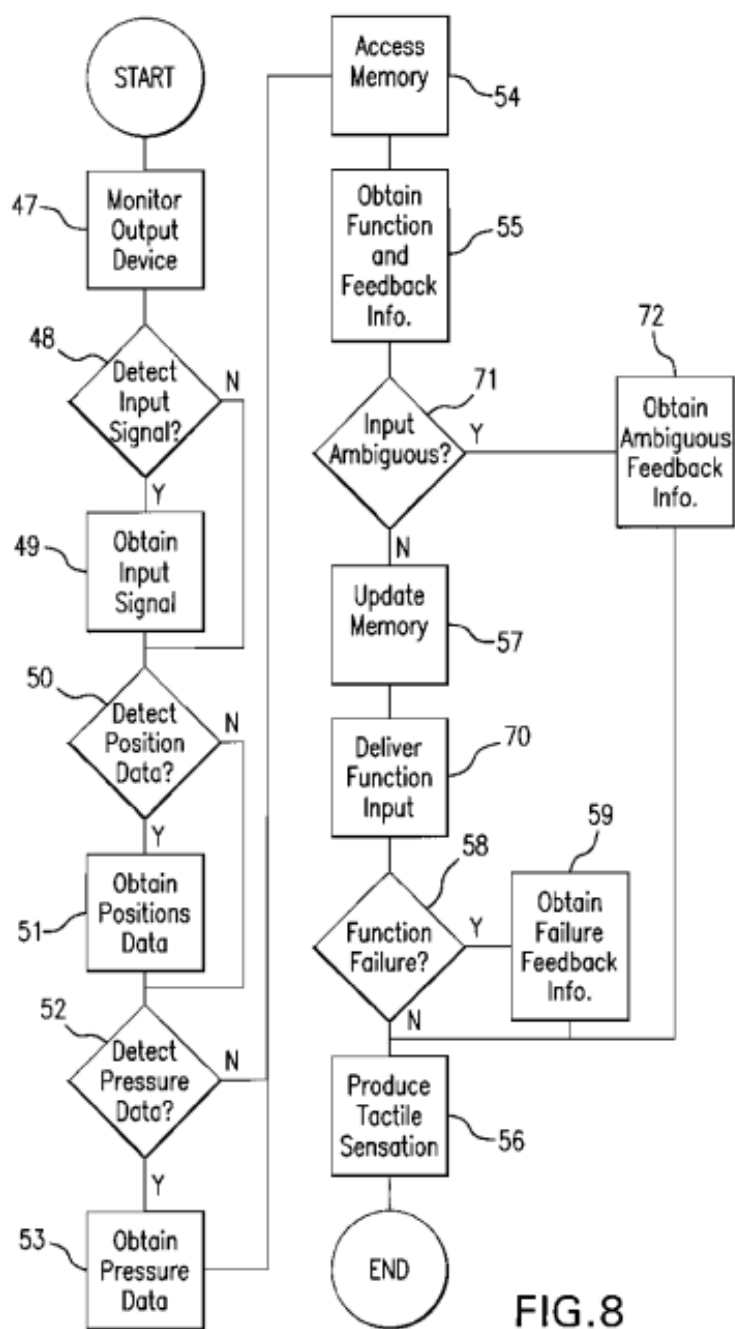 START
47
Monitor
Output
Device
48
Detect
Input
Signal?
N
Y
49
Obtain
Input
Signal
50
Detect
Position
Data?
N
Y
51
Obtain
Positions
Data
52
Detect
Pressure
Data?
N
Y
53
Obtain
Pressure
Data
Access
Memory
54
Obtain
Function
and
Feedback
Info.
55
71
Input
Ambiguous?
Y
N
72
Obtain
Ambiguous
Feedback
Info.
Update
Memory
57
Deliver
Function
Input
70
58
Function
Failure?
Y
N
59
Obtain
Failure
Feedback
Info.
Produce
Tactile
Sensation
56
END
FIG.8